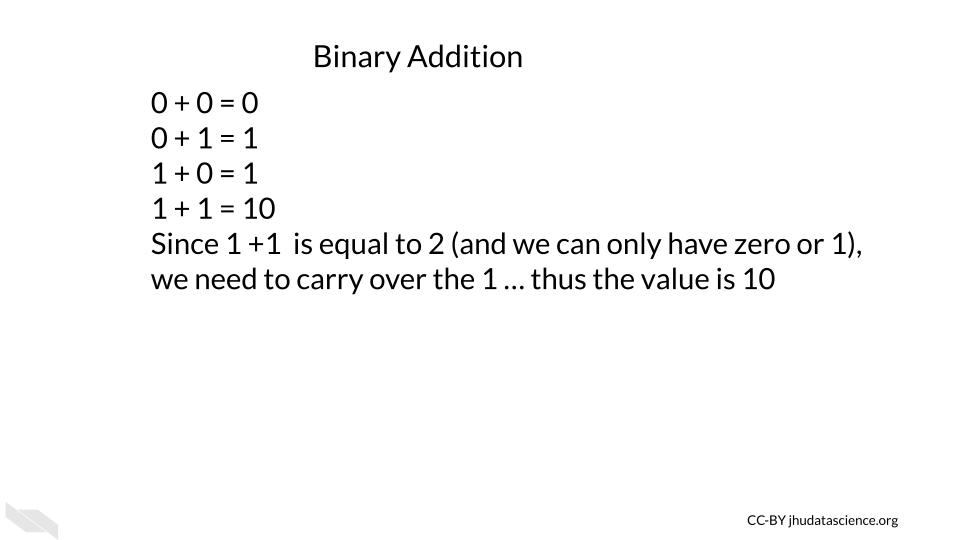 Binary Addition
0 + 0 = 0
0 + 1 = 1
1 + 0 = 1
1 + 1 = 10
Since 1 +1  is equal to 2 (and we can only have zero or 1),
we need to carry over the 1 … thus the value is 10
CC-BY jhudatascience.org